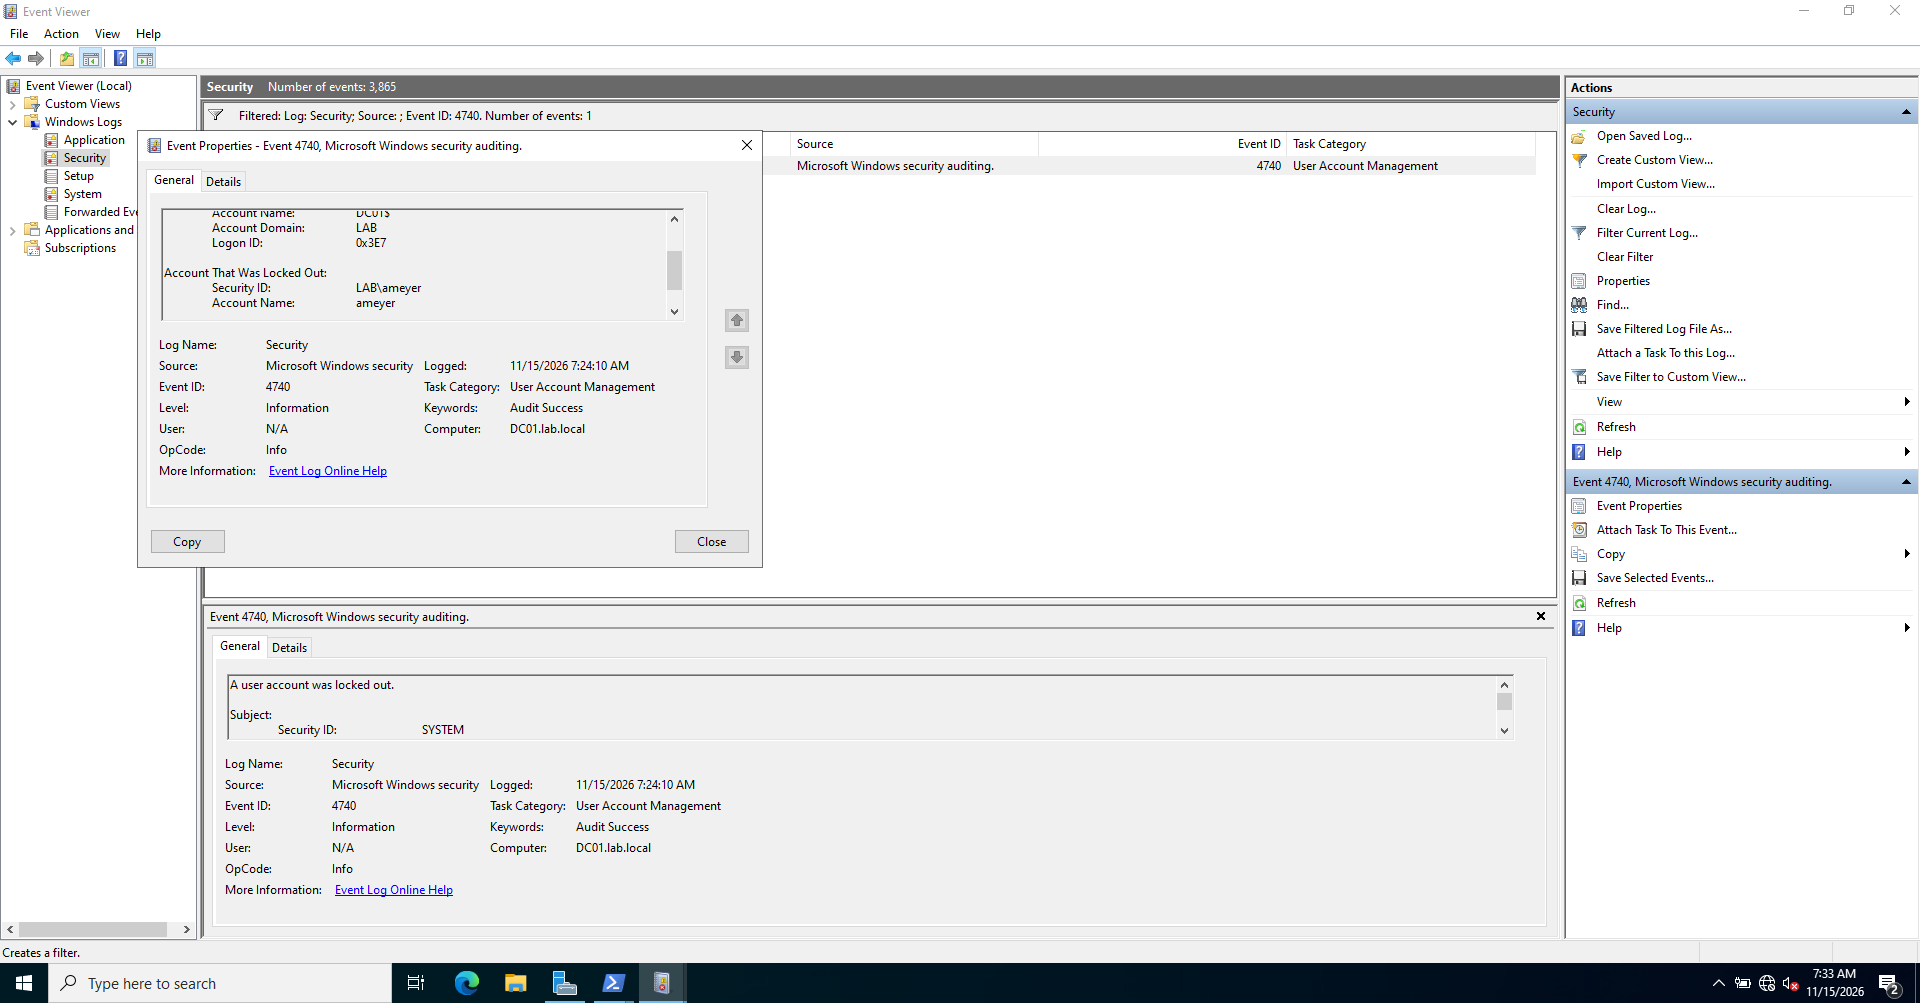 Event Viewer
File Action View Help
Event Viewer (Local)
Custom Views
Windows Logs
Application
Security
Setup
System
Forwarded Eve
Applications and
Subscriptions
Security Number of events: 3,865
Filtered: Log: Security; Source: ; Event ID: 4740. Number of events: 1
Source Event ID Task Category
Microsoft Windows security auditing. 4740 User Account Management
Event Properties - Event 4740, Microsoft Windows security auditing.
General Details
Account Name: DC01$
Account Domain: LAB
Logon ID: 0x3E7
Account That Was Locked Out:
Security ID: LAB\ameyer
Account Name: ameyer
Log Name: Security
Source: Microsoft Windows security Logged: 11/15/2026 7:24:10 AM
Event ID: 4740 Task Category: User Account Management
Level: Information Keywords: Audit Success
User: N/A Computer: DC01.lab.local
OpCode: Info
More Information: Event Log Online Help
Copy Close
Event 4740, Microsoft Windows security auditing.
General Details
A user account was locked out.
Subject:
Security ID: SYSTEM
Log Name: Security
Source: Microsoft Windows security Logged: 11/15/2026 7:24:10 AM
Event ID: 4740 Task Category: User Account Management
Level: Information Keywords: Audit Success
User: N/A Computer: DC01.lab.local
OpCode: Info
More Information: Event Log Online Help
Actions
Security
Open Saved Log...
Create Custom View...
Import Custom View...
Clear Log...
Filter Current Log...
Clear Filter
Properties
Find...
Save Filtered Log File As...
Attach a Task To this Log...
Save Filter to Custom View...
View
Refresh
Help
Event 4740, Microsoft Windows security auditing.
Event Properties
Attach Task To This Event...
Copy
Save Selected Events...
Refresh
Help
Creates a filter.
Type here to search
7:33 AM
11/15/2026
2